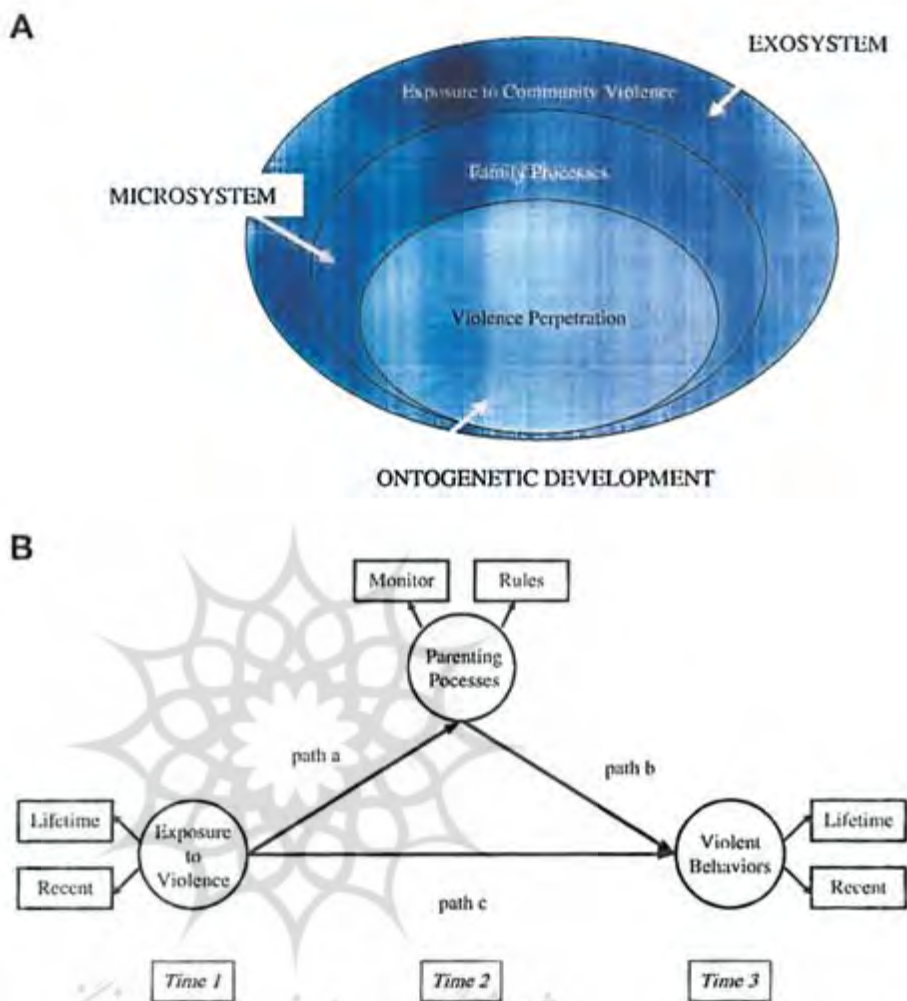 A
EXOSYSTEM
Exposure to Community Violence
Family Processes
MICROSYSTEM
Violence Perpetration
ONTOGENETIC DEVELOPMENT
B
Monitor
Rules
Parenting
Pocesses
path a
path b
Lifetime
Exposure
to
Violence
Recent
Violent
Behaviors
Lifetime
Recent
path c
Time 1
Time 2
Time 3